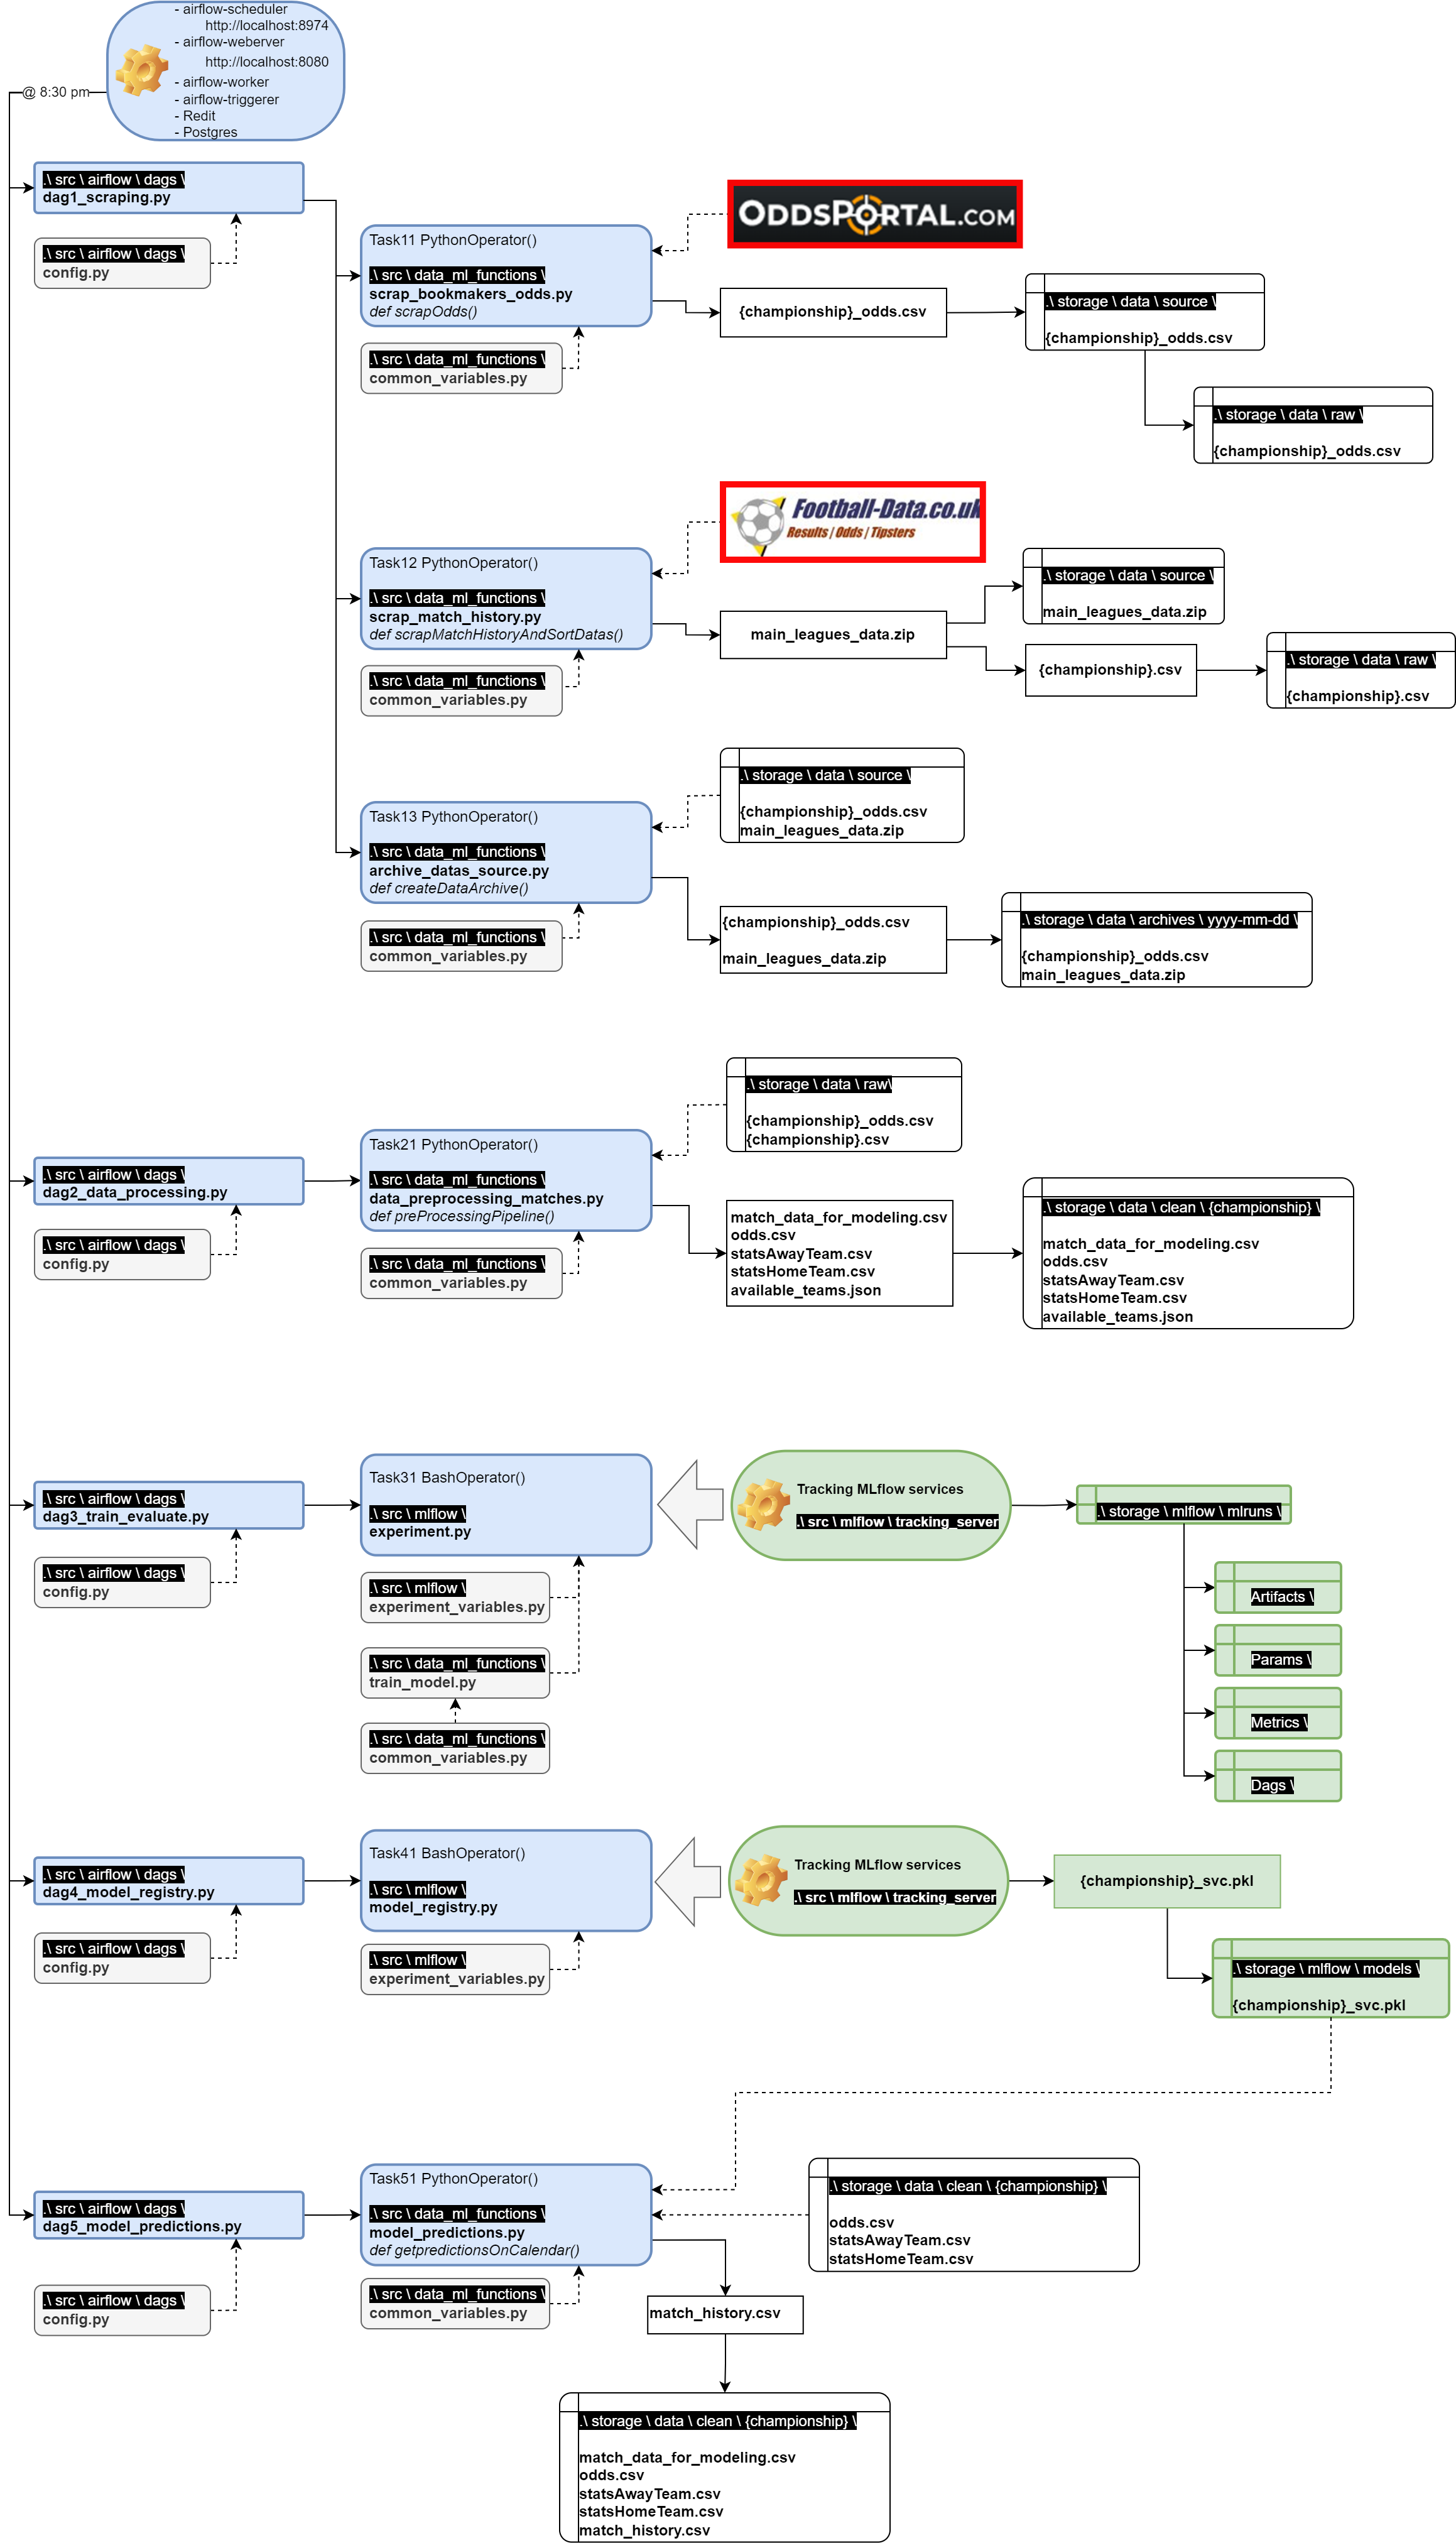 - airflow-scheduler
http://localhost:8974
- airflow-weberver
http://localhost:8080
- airflow-worker
- airflow-triggerer
- Redit
- Postgres
@ 8:30 pm
.\ src \ airflow \ dags \
dag1_scraping.py
.\ src \ airflow \ dags \
config.py
Task11 PythonOperator()
.\ src \ data_ml_functions \
scrap_bookmakers_odds.py
def scrapOdds()
.\ src \ data_ml_functions \
common_variables.py
ODDSPORTAL.COM
{championship}_odds.csv
.\ storage \ data \ source \
{championship}_odds.csv
.\ storage \ data \ raw \
{championship}_odds.csv
Task12 PythonOperator()
.\ src \ data_ml_functions \
scrap_match_history.py
def scrapMatchHistoryAndSortDatas()
.\ src \ data_ml_functions \
common_variables.py
Football-Data.co.uk
Results | Odds | Tipsters
main_leagues_data.zip
.\ storage \ data \ source \
main_leagues_data.zip
{championship}.csv
.\ storage \ data \ raw \
{championship}.csv
Task13 PythonOperator()
.\ src \ data_ml_functions \
archive_datas_source.py
def createDataArchive()
.\ src \ data_ml_functions \
common_variables.py
.\ storage \ data \ source \
{championship}_odds.csv
main_leagues_data.zip
{championship}_odds.csv
main_leagues_data.zip
.\ storage \ data \ archives \ yyyy-mm-dd \
{championship}_odds.csv
main_leagues_data.zip
.\ src \ airflow \ dags \
dag2_data_processing.py
.\ src \ airflow \ dags \
config.py
Task21 PythonOperator()
.\ src \ data_ml_functions \
data_preprocessing_matches.py
def preProcessingPipeline()
.\ src \ data_ml_functions \
common_variables.py
.\ storage \ data \ raw\
{championship}_odds.csv
{championship}.csv
match_data_for_modeling.csv
odds.csv
statsAwayTeam.csv
statsHomeTeam.csv
available_teams.json
.\ storage \ data \ clean \ {championship} \
match_data_for_modeling.csv
odds.csv
statsAwayTeam.csv
statsHomeTeam.csv
available_teams.json
.\ src \ airflow \ dags \
dag3_train_evaluate.py
.\ src \ airflow \ dags \
config.py
Task31 BashOperator()
.\ src \ mlflow \
experiment.py
.\ src \ mlflow \
experiment_variables.py
.\ src \ data_ml_functions \
train_model.py
.\ src \ data_ml_functions \
common_variables.py
Tracking MLflow services
.\ src \ mlflow \ tracking_server
.\ storage \ mlflow \ mlruns \
Artifacts \
Params \
Metrics \
Dags \
.\ src \ airflow \ dags \
dag4_model_registry.py
.\ src \ airflow \ dags \
config.py
Task41 BashOperator()
.\ src \ mlflow \
model_registry.py
.\ src \ mlflow \
experiment_variables.py
Tracking MLflow services
.\ src \ mlflow \ tracking_server
{championship}_svc.pkl
.\ storage \ mlflow \ models \
{championship}_svc.pkl
.\ src \ airflow \ dags \
dag5_model_predictions.py
.\ src \ airflow \ dags \
config.py
Task51 PythonOperator()
.\ src \ data_ml_functions \
model_predictions.py
def getpredictionsOnCalendar()
.\ src \ data_ml_functions \
common_variables.py
.\ storage \ data \ clean \ {championship} \
odds.csv
statsAwayTeam.csv
statsHomeTeam.csv
match_history.csv
.\ storage \ data \ clean \ {championship} \
match_data_for_modeling.csv
odds.csv
statsAwayTeam.csv
statsHomeTeam.csv
match_history.csv